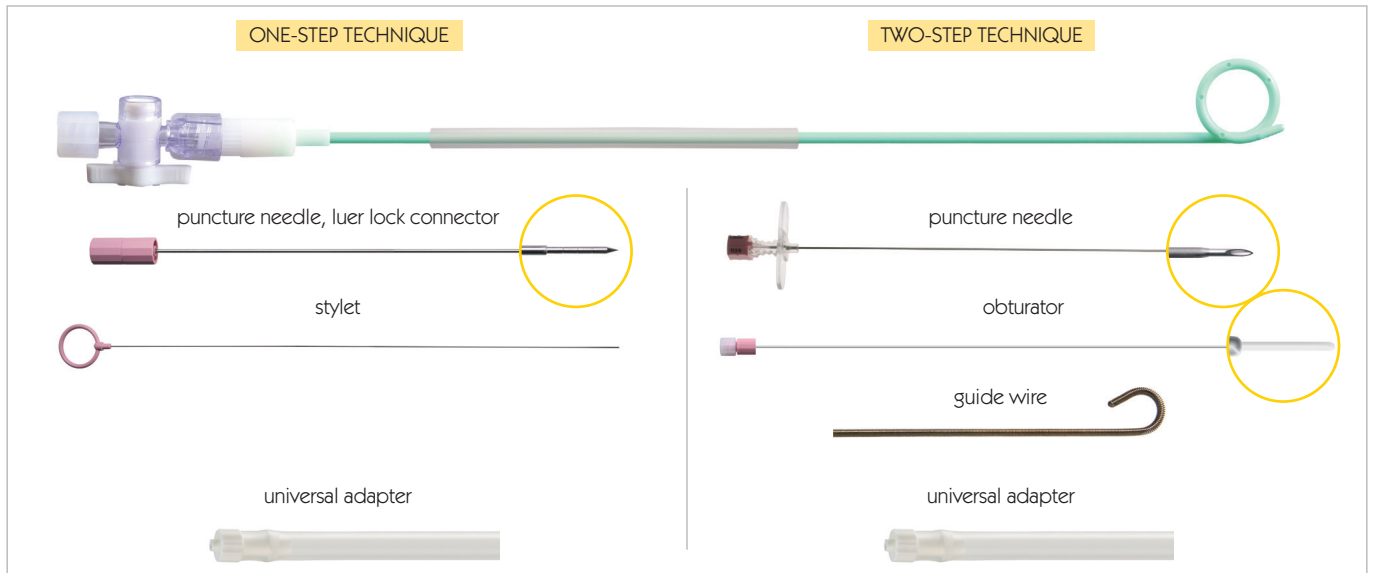 ONE-STEP TECHNIQUE
TWO-STEP TECHNIQUE
puncture needle, luer lock connector
puncture needle
stylet
obturator
guide wire
universal adapter
universal adapter